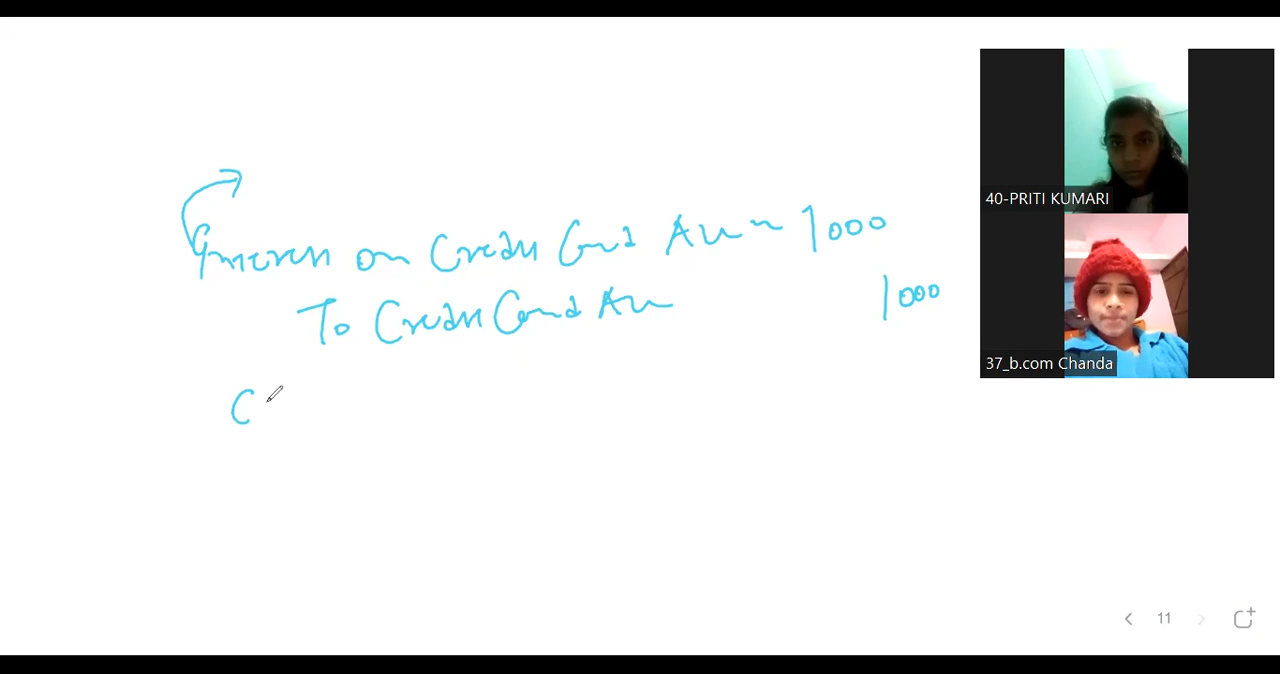 Interest on Credit Card A/c ~ 1000
To Credit Card A/c 1000
C
40-PRITI KUMARI
37_b.com Chanda
11